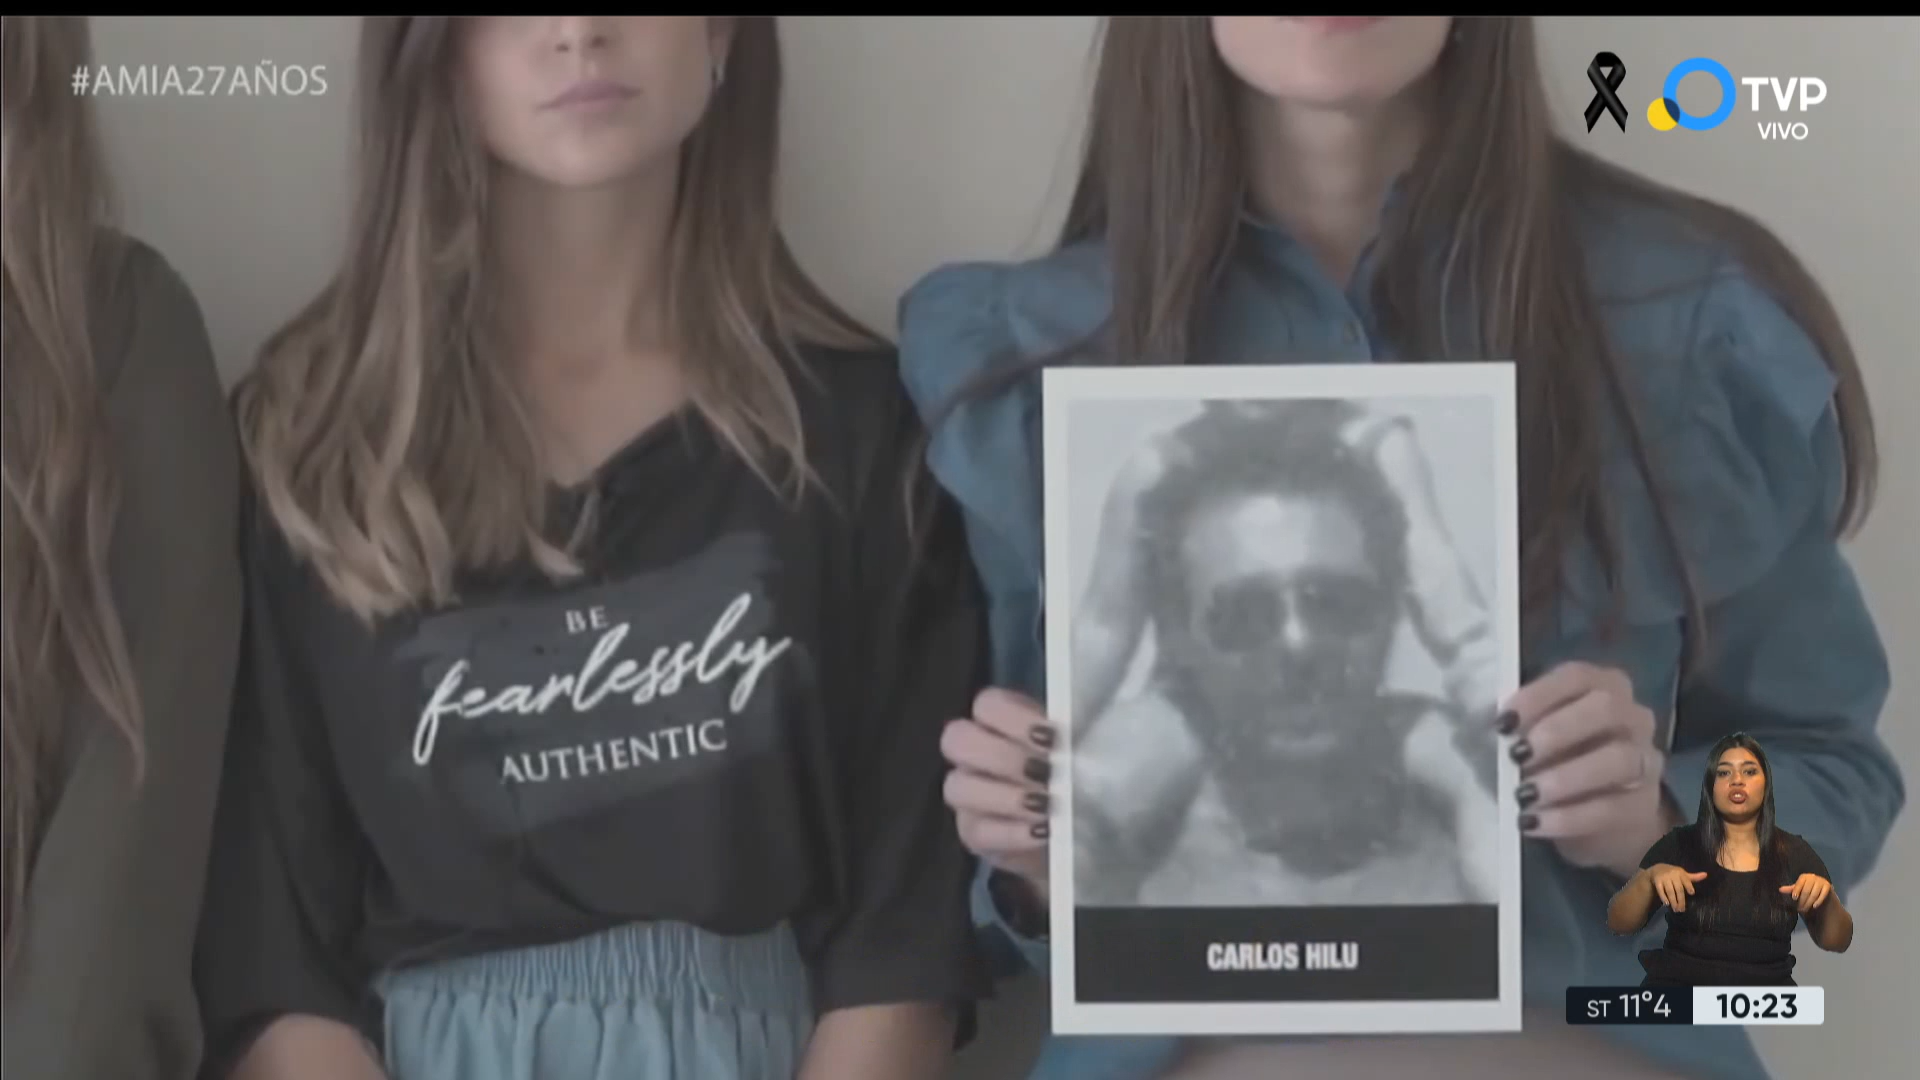 #AMIA27AÑOS
TVP
VIVO
BE
fearlessly
AUTHENTIC
CARLOS HILU
ST 11°4
10:23